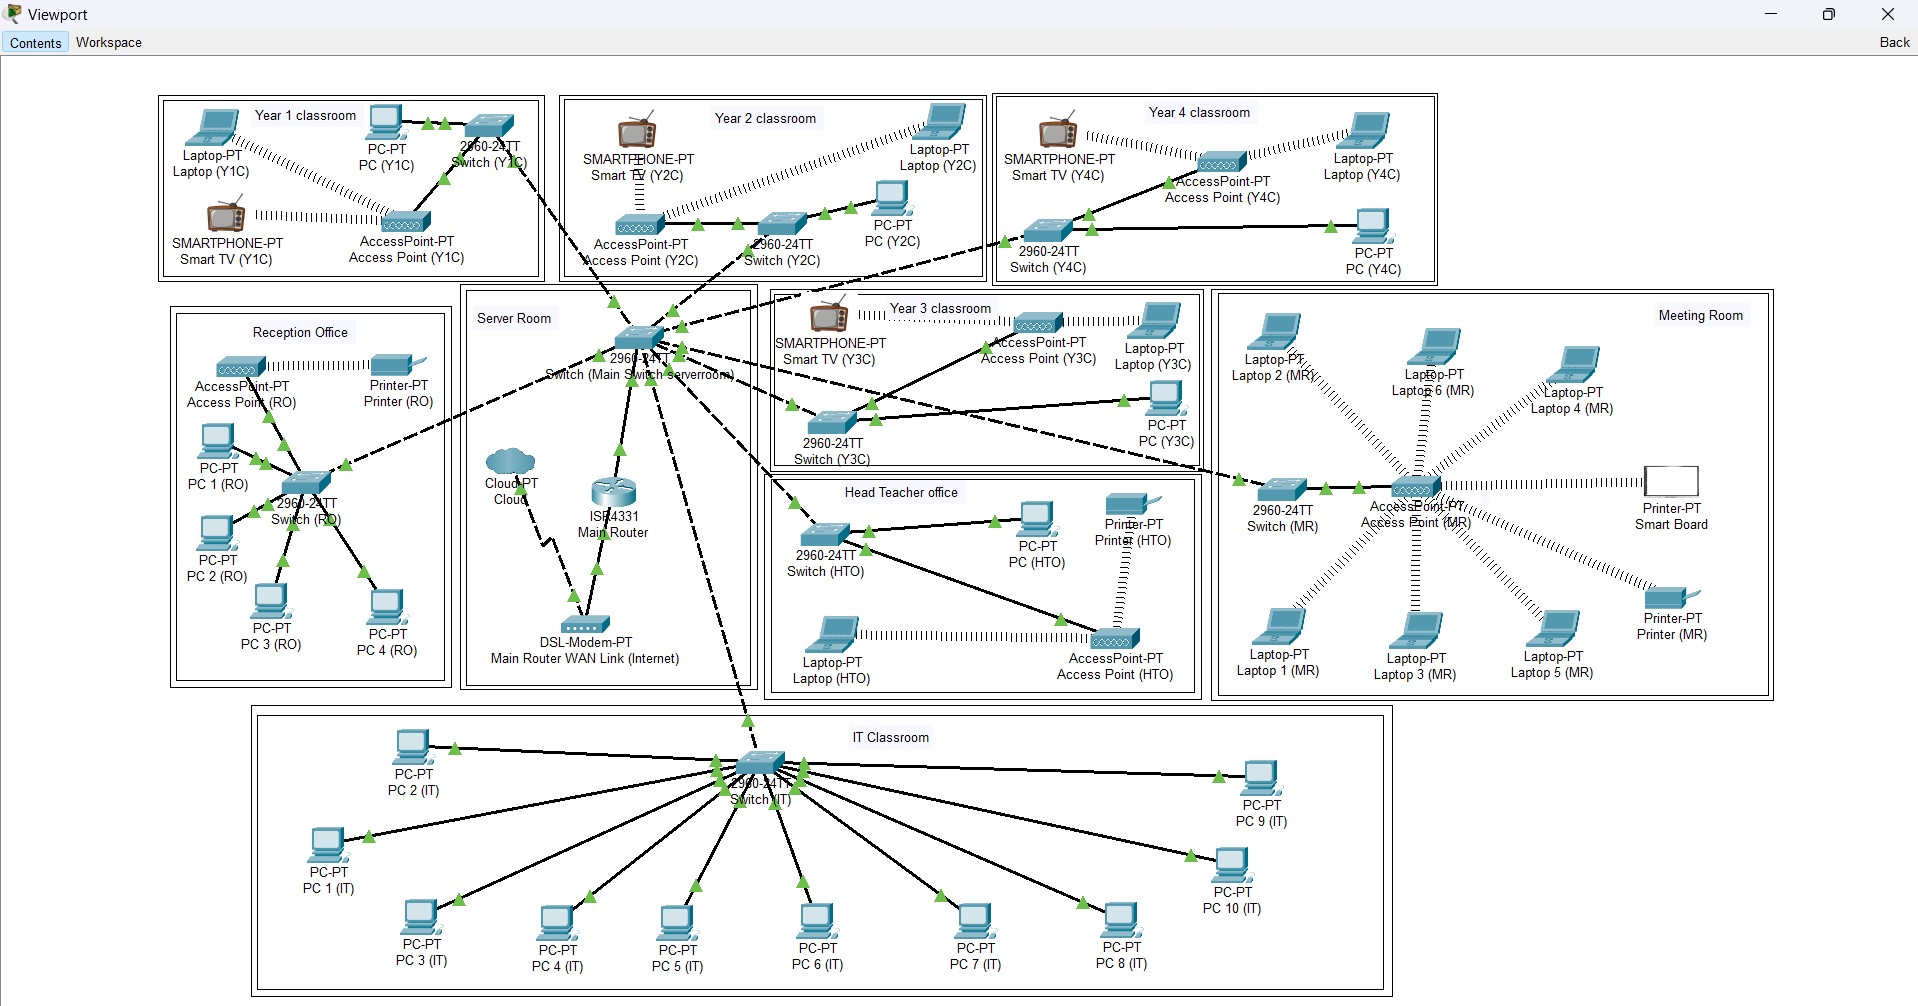 Viewport
Contents Workspace Back
Year 1 classroom
Laptop-PT
Laptop (Y1C)
PC-PT
PC (Y1C)
2960-24TT
Switch (Y1C)
SMARTPHONE-PT
Smart TV (Y1C)
AccessPoint-PT
Access Point (Y1C)
Year 2 classroom
SMARTPHONE-PT
Smart TV (Y2C)
Laptop-PT
Laptop (Y2C)
AccessPoint-PT
Access Point (Y2C)
2960-24TT
Switch (Y2C)
PC-PT
PC (Y2C)
Year 4 classroom
SMARTPHONE-PT
Smart TV (Y4C)
AccessPoint-PT
Access Point (Y4C)
Laptop-PT
Laptop (Y4C)
2960-24TT
Switch (Y4C)
PC-PT
PC (Y4C)
Reception Office
AccessPoint-PT
Access Point (RO)
Printer-PT
Printer (RO)
PC-PT
PC 1 (RO)
2960-24TT
Switch (RO)
PC-PT
PC 2 (RO)
PC-PT
PC 3 (RO)
PC-PT
PC 4 (RO)
Server Room
2960-24TT
Switch (Main Switch serverroom)
Cloud-PT
Cloud
ISR4331
Main Router
DSL-Modem-PT
Main Router WAN Link (Internet)
Year 3 classroom
SMARTPHONE-PT
Smart TV (Y3C)
AccessPoint-PT
Access Point (Y3C)
Laptop-PT
Laptop (Y3C)
2960-24TT
Switch (Y3C)
PC-PT
PC (Y3C)
Head Teacher office
2960-24TT
Switch (HTO)
PC-PT
PC (HTO)
Printer-PT
Printer (HTO)
Laptop-PT
Laptop (HTO)
AccessPoint-PT
Access Point (HTO)
Meeting Room
Laptop-PT
Laptop 2 (MR)
Laptop-PT
Laptop 6 (MR)
Laptop-PT
Laptop 4 (MR)
2960-24TT
Switch (MR)
AccessPoint-PT
Access Point (MR)
Printer-PT
Smart Board
Laptop-PT
Laptop 1 (MR)
Laptop-PT
Laptop 3 (MR)
Laptop-PT
Laptop 5 (MR)
Printer-PT
Printer (MR)
IT Classroom
PC-PT
PC 2 (IT)
2960-24TT
Switch (IT)
PC-PT
PC 9 (IT)
PC-PT
PC 1 (IT)
PC-PT
PC 10 (IT)
PC-PT
PC 3 (IT)
PC-PT
PC 4 (IT)
PC-PT
PC 5 (IT)
PC-PT
PC 6 (IT)
PC-PT
PC 7 (IT)
PC-PT
PC 8 (IT)